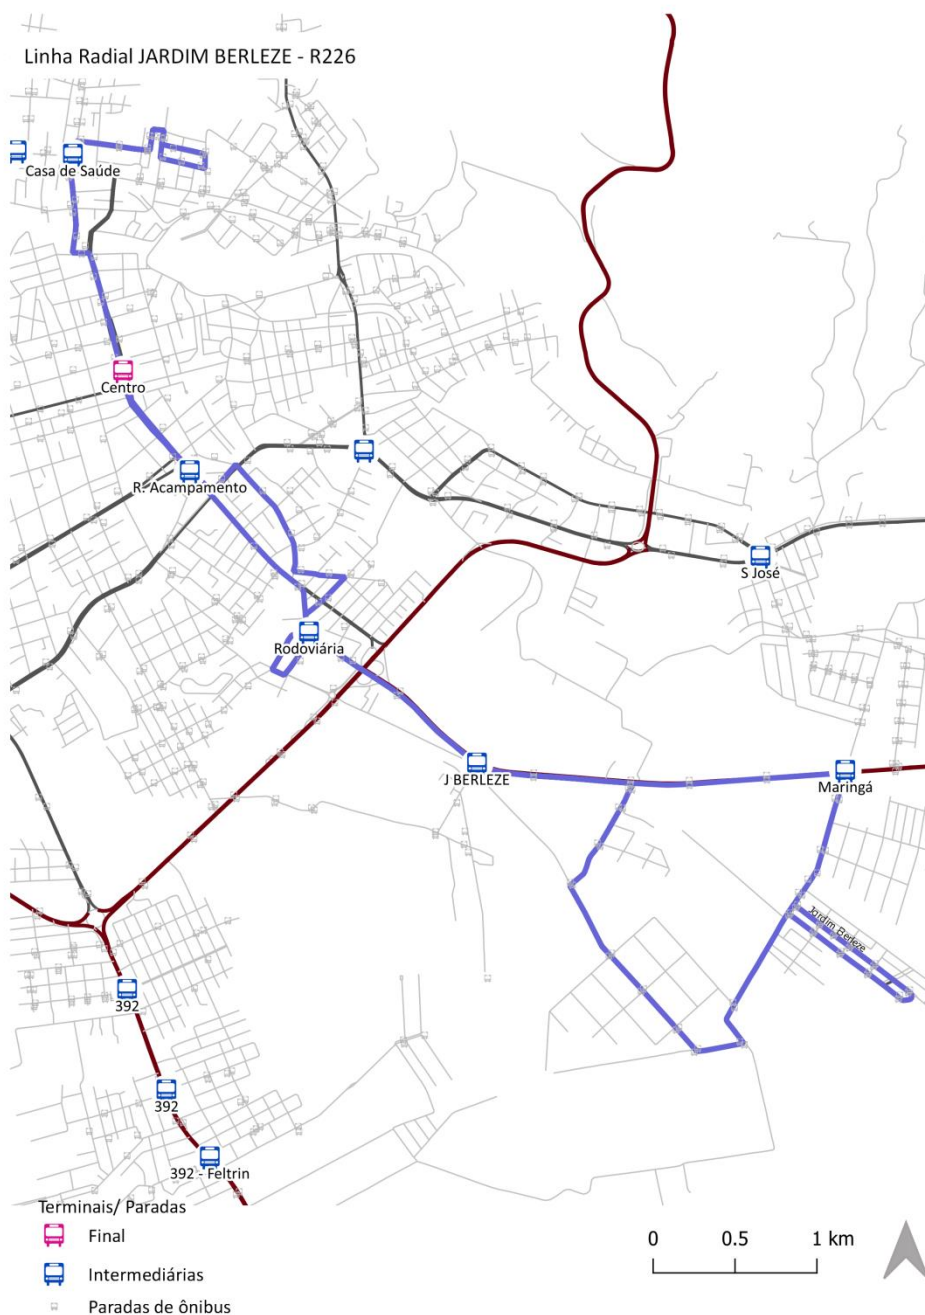 Linha Radial JARDIM BERLEZE - R226
Casa de Saúde
Centro
R. Acampamento
S José
Rodoviária
J BERLEZE
Maringá
Jardim Berleze
392
392
392 - Feltrin
Terminais/ Paradas
Final
Intermediárias
Paradas de ônibus
0 0.5 1 km